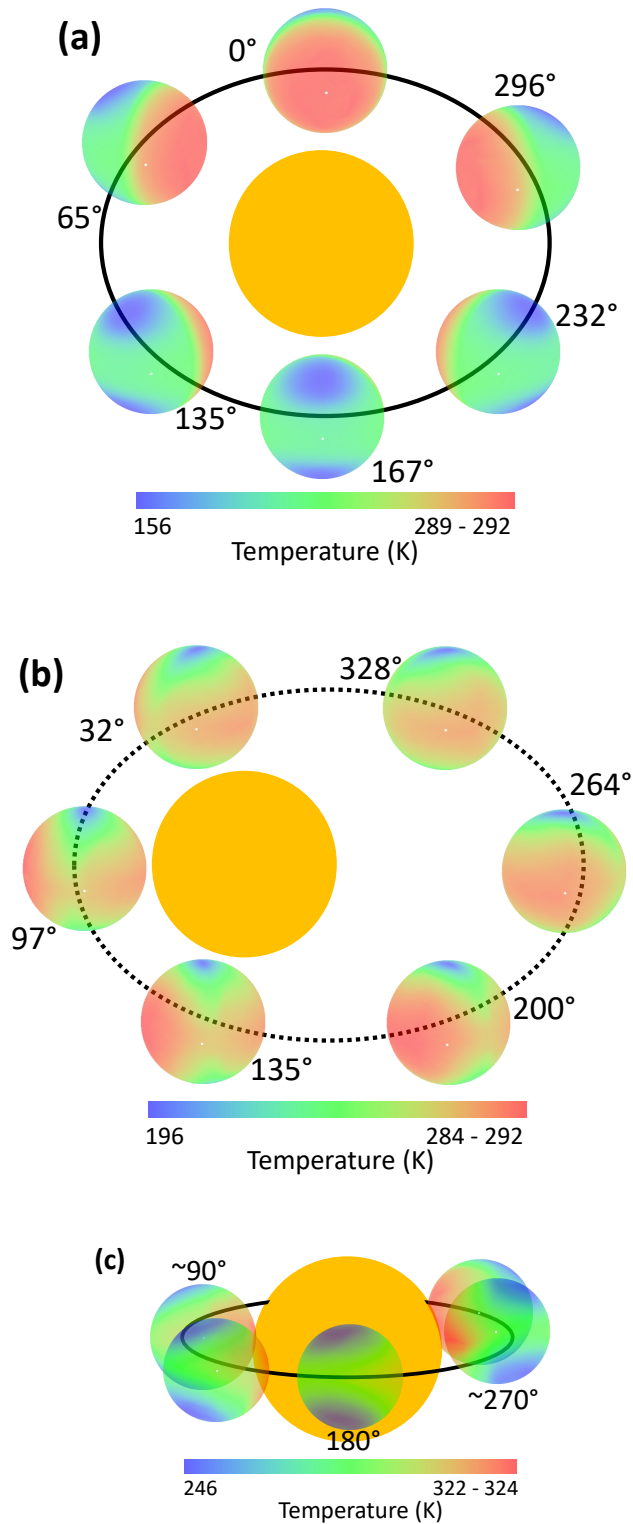 (a)
0°
296°
65°
232°
135°
167°
156
289 - 292
Temperature (K)
(b)
328°
32°
264°
97°
200°
135°
196
284 - 292
Temperature (K)
(c)
~90°
~270°
180°
246
322 - 324
Temperature (K)